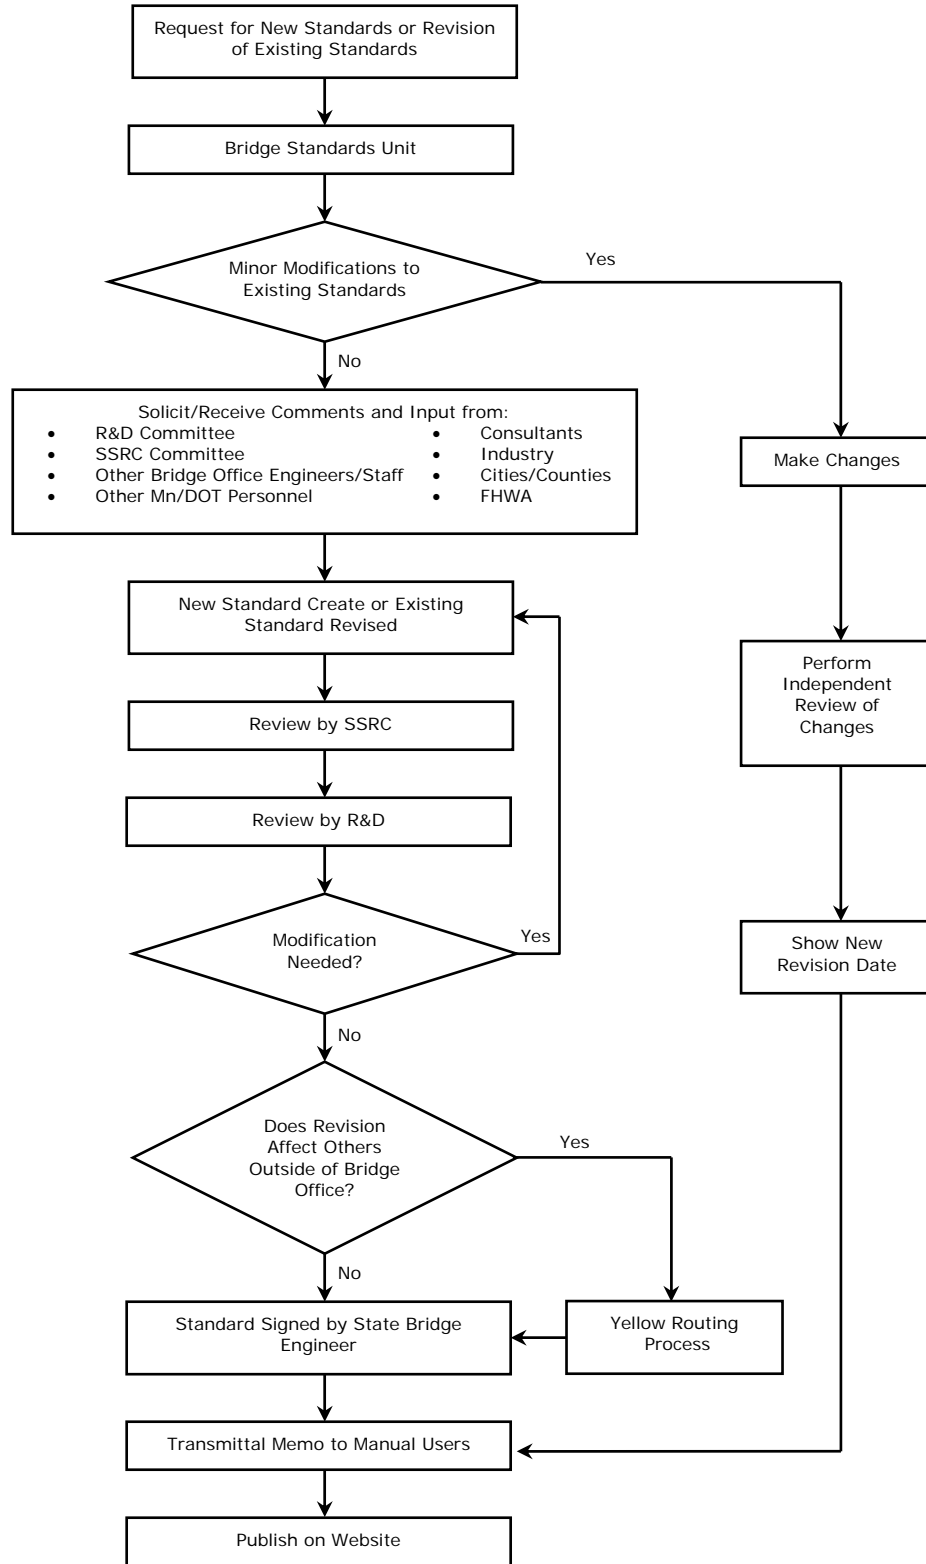 Request for New Standards or Revision
of Existing Standards
Bridge Standards Unit
Minor Modifications to
Existing Standards
Yes
No
Solicit/Receive Comments and Input from:
• R&D Committee
• SSRC Committee
• Other Bridge Office Engineers/Staff
• Other Mn/DOT Personnel
• Consultants
• Industry
• Cities/Counties
• FHWA
Make Changes
New Standard Create or Existing
Standard Revised
Perform
Independent
Review of
Changes
Review by SSRC
Review by R&D
Modification
Needed?
Yes
Show New
Revision Date
No
Does Revision
Affect Others
Outside of Bridge
Office?
Yes
No
Standard Signed by State Bridge
Engineer
Yellow Routing
Process
Transmittal Memo to Manual Users
Publish on Website